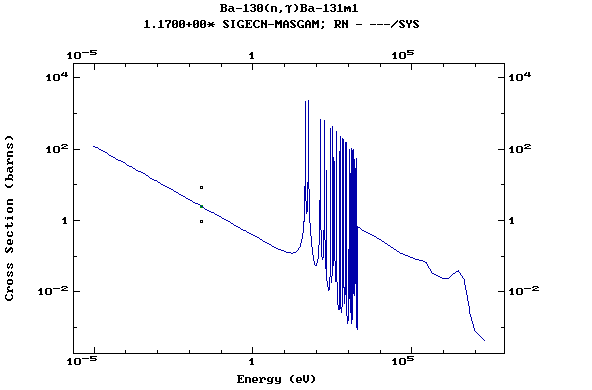 Ba-130(n,γ)Ba-131m1
1.1700+00* SIGECN-MASGAM; RN - ---/SYS
10-5 1 105
104 104
102 102
1 1
10-2 10-2
10-5 1 105
Cross Section (barns)
Energy (eV)